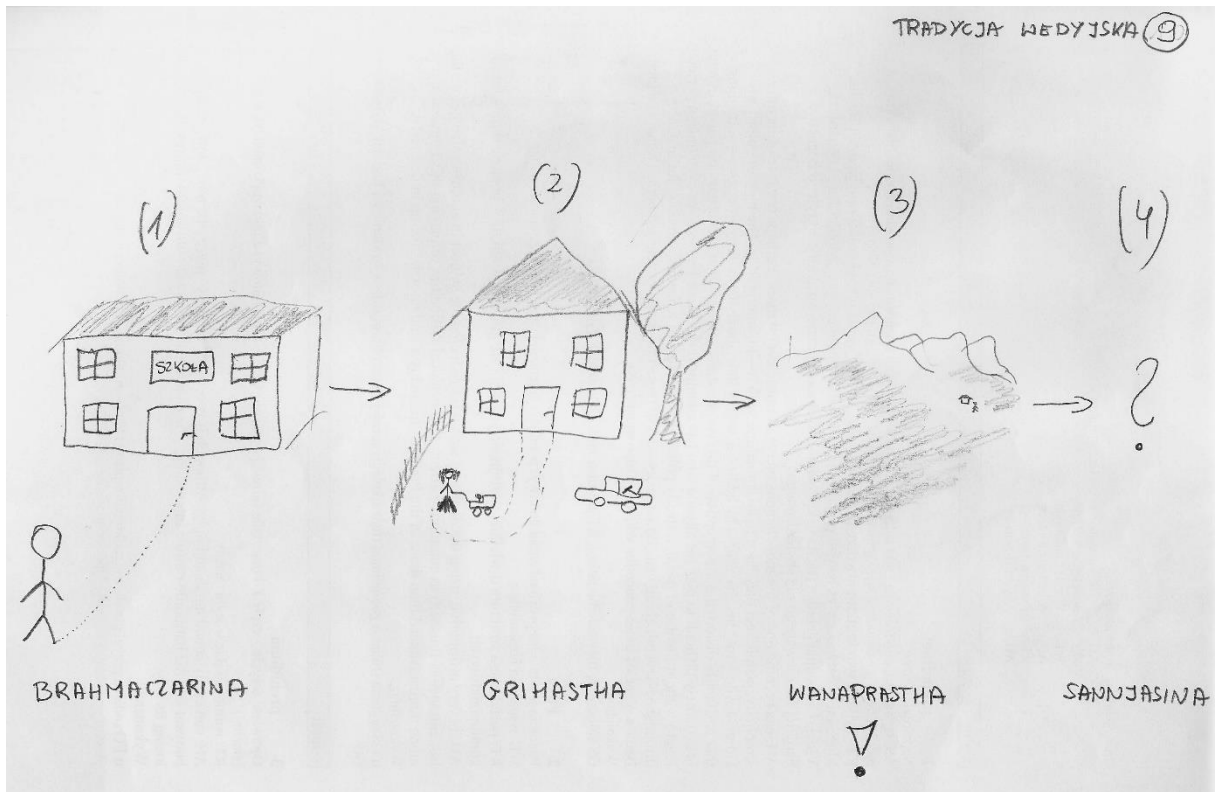 TRADYCJA WEDYJSKA 9
(1)
(2)
(3)
(4)
SZKOŁA
?
BRAHMACZARINA
GRIHASTHA
WANAPRASTHA
SANNJASINA
!